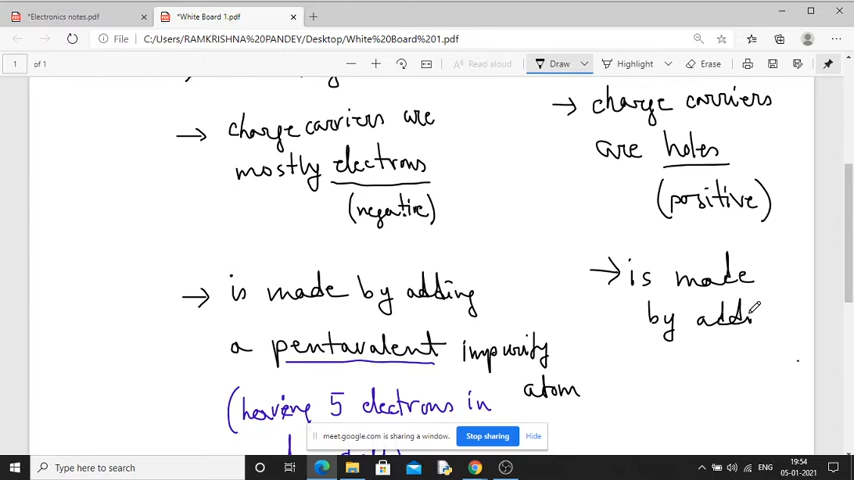 *Electronics notes.pdf
*White Board 1.pdf
File C:/Users/RAMKRISHNA%20PANDEY/Desktop/White%20Board%201.pdf
1 of 1 Read aloud Draw Highlight Erase
→ charge carriers are
mostly electrons
(negative)
→ is made by adding
a pentavalent impurity
atom
(having 5 electrons in
→ charge carriers
are holes
(positive)
→ is made
by addi
meet.google.com is sharing a window. Stop sharing Hide
Type here to search
ENG
19:54
05-01-2021